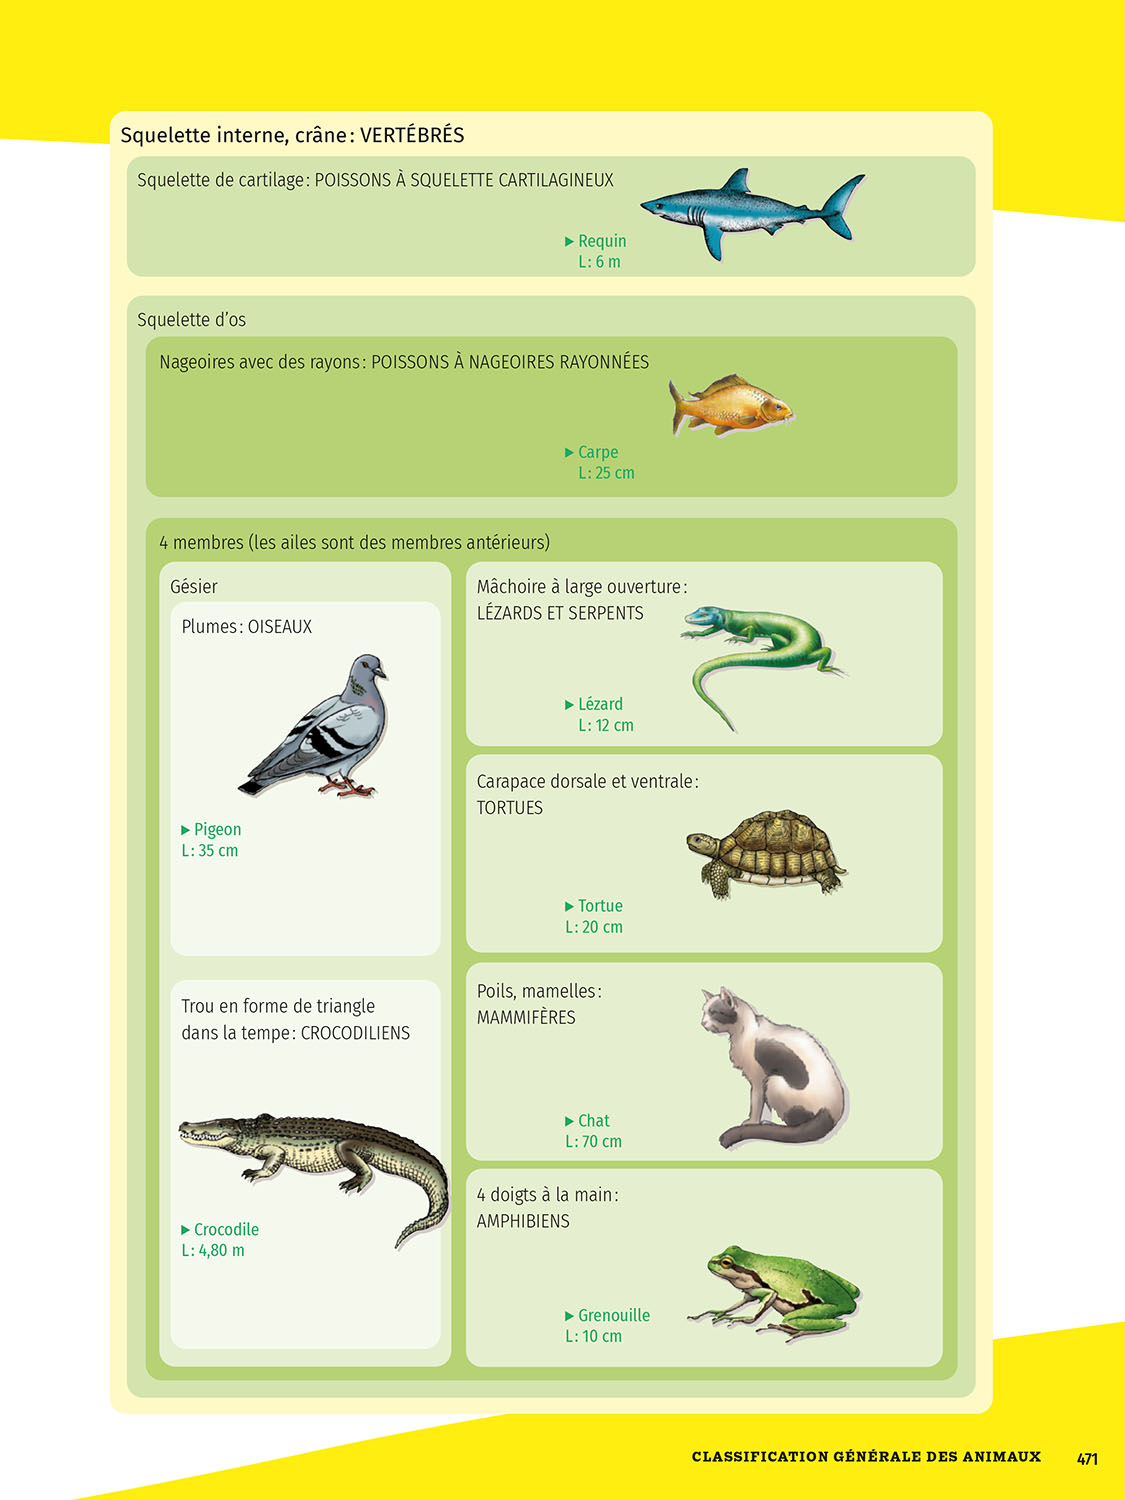 Squelette interne, crâne : VERTÉBRÉS
Squelette de cartilage : POISSONS À SQUELETTE CARTILAGINEUX
▶ Requin
L : 6 m
Squelette d’os
Nageoires avec des rayons : POISSONS À NAGEOIRES RAYONNÉES
▶ Carpe
L : 25 cm
4 membres (les ailes sont des membres antérieurs)
Gésier
Plumes : OISEAUX
▶ Pigeon
L : 35 cm
Trou en forme de triangle
dans la tempe : CROCODILIENS
▶ Crocodile
L : 4,80 m
Mâchoire à large ouverture :
LÉZARDS ET SERPENTS
▶ Lézard
L : 12 cm
Carapace dorsale et ventrale :
TORTUES
▶ Tortue
L : 20 cm
Poils, mamelles :
MAMMIFÈRES
▶ Chat
L : 70 cm
4 doigts à la main :
AMPHIBIENS
▶ Grenouille
L : 10 cm
CLASSIFICATION GÉNÉRALE DES ANIMAUX 471